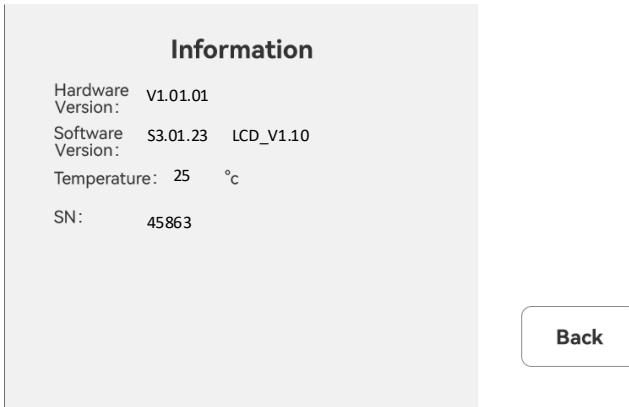 Information
Hardware
Version: V1.01.01
Software
Version: S3.01.23 LCD_V1.10
Temperature: 25 °c
SN: 45863
Back